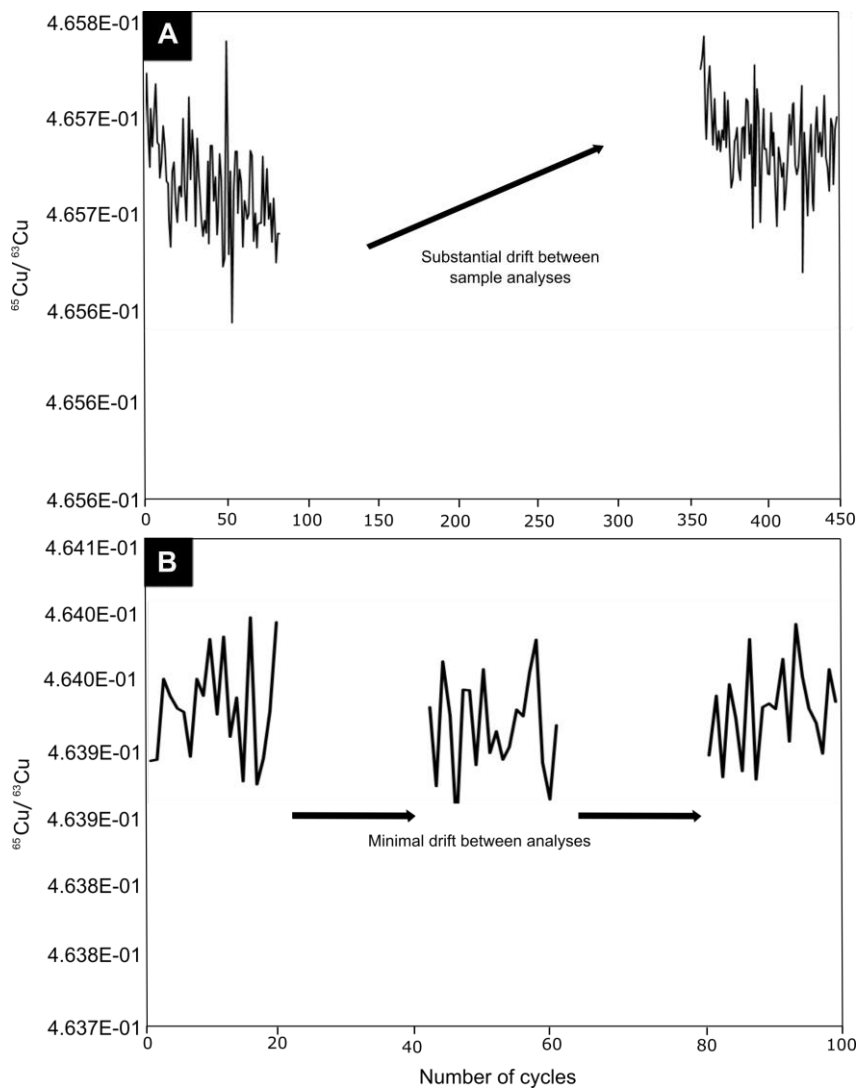 A
4.658E-01
4.657E-01
4.657E-01
4.656E-01
4.656E-01
4.656E-01
⁶⁵Cu/ ⁶³Cu
Substantial drift between
sample analyses
0 50 100 150 200 250 300 350 400 450
B
4.641E-01
4.640E-01
4.640E-01
4.639E-01
4.639E-01
4.638E-01
4.638E-01
4.637E-01
⁶⁵Cu/ ⁶³Cu
Minimal drift between analyses
0 20 40 60 80 100
Number of cycles